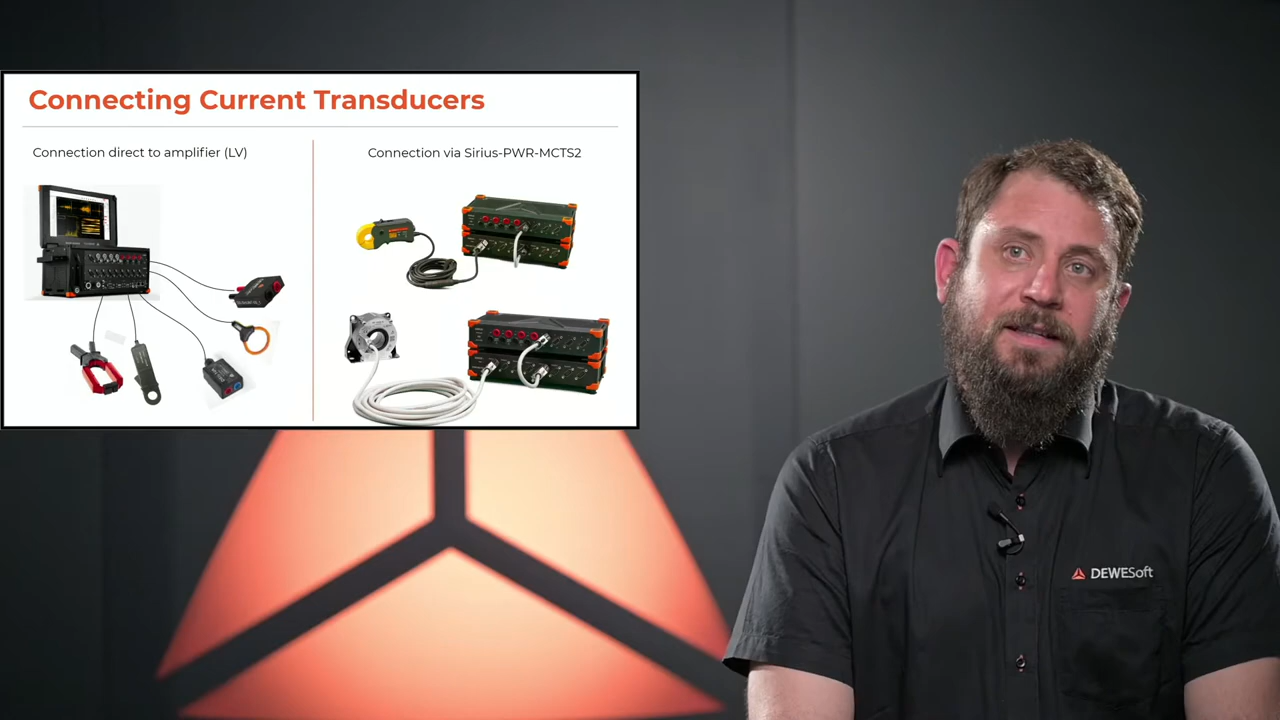 Connecting Current Transducers
Connection direct to amplifier (LV)
Connection via Sirius-PWR-MCTS2
DEWESoft